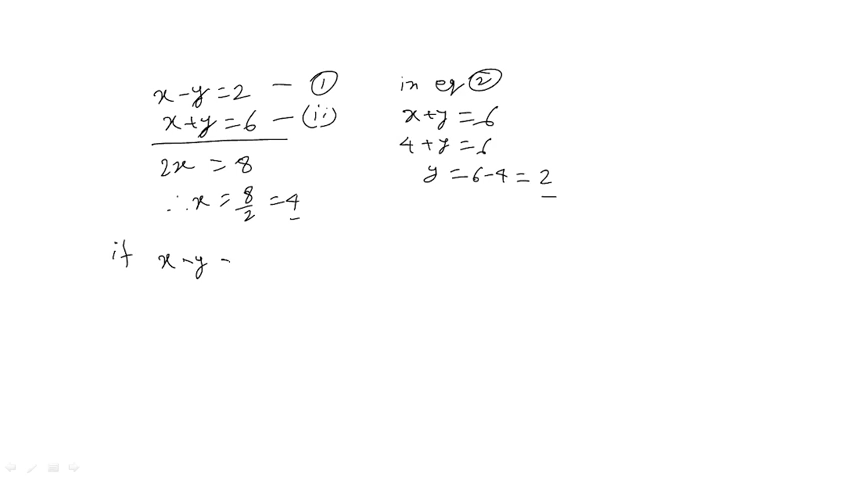 x-y=2 — ①
x+y=6 — (ii)
2x = 8
∴ x = 8/2 = 4
if x-y -
in eq ②
x+y = 6
4+y = 6
y = 6-4 = 2